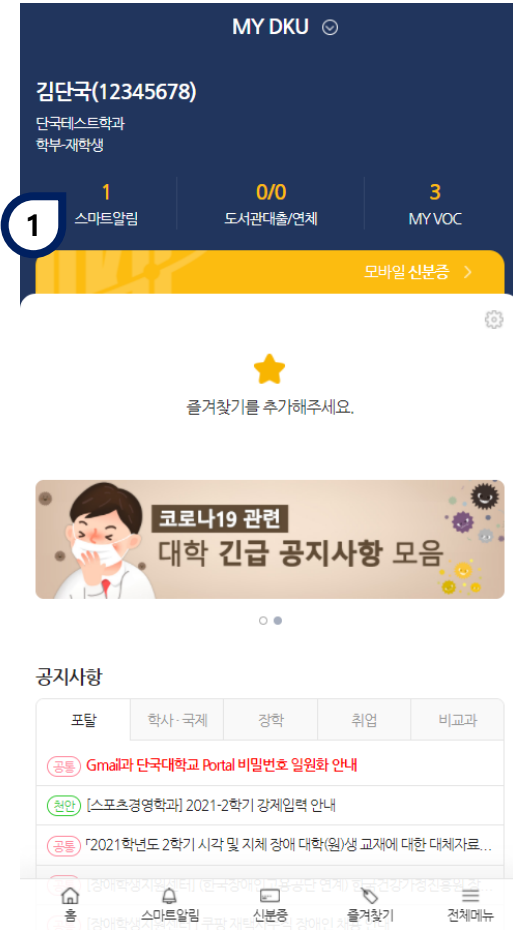 MY DKU
김단국(12345678)
단국테스트학과
학부-재학생
1 0/0 3
스마트알림 도서관대출/연체 MY VOC
1
모바일 신분증
즐겨찾기를 추가해주세요.
코로나19 관련
대학 긴급 공지사항 모음
공지사항
포탈 학사·국제 장학 취업 비교과
공통 Gmail과 단국대학교 Portal 비밀번호 일원화 안내
천안 [스포츠경영학과] 2021-2학기 강제입력 안내
공통 「2021학년도 2학기 시각 및 지체 장애 대학(원)생 교재에 대한 대체자료...
홈 스마트알림 신분증 즐겨찾기 전체메뉴